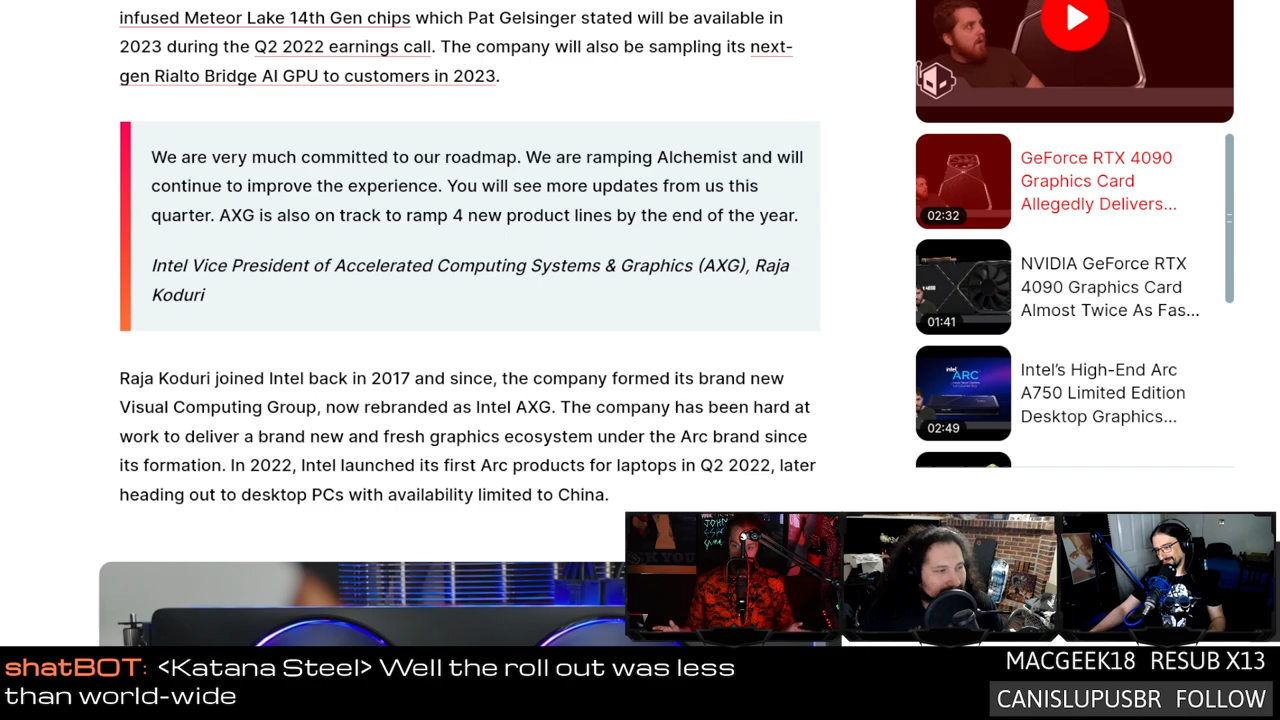 infused Meteor Lake 14th Gen chips which Pat Gelsinger stated will be available in
2023 during the Q2 2022 earnings call. The company will also be sampling its next-
gen Rialto Bridge AI GPU to customers in 2023.
We are very much committed to our roadmap. We are ramping Alchemist and will
continue to improve the experience. You will see more updates from us this
quarter. AXG is also on track to ramp 4 new product lines by the end of the year.
Intel Vice President of Accelerated Computing Systems & Graphics (AXG), Raja
Koduri
Raja Koduri joined Intel back in 2017 and since, the company formed its brand new
Visual Computing Group, now rebranded as Intel AXG. The company has been hard at
work to deliver a brand new and fresh graphics ecosystem under the Arc brand since
its formation. In 2022, Intel launched its first Arc products for laptops in Q2 2022, later
heading out to desktop PCs with availability limited to China.
02:32
GeForce RTX 4090
Graphics Card
Allegedly Delivers...
01:41
NVIDIA GeForce RTX
4090 Graphics Card
Almost Twice As Fas...
intel
ARC
02:49
Intel's High-End Arc
A750 Limited Edition
Desktop Graphics...
JOHN
shatBOT: <Katana Steel> Well the roll out was less
than world-wide
MACGEEK18 RESUB X13
CANISLUPUSBR FOLLOW